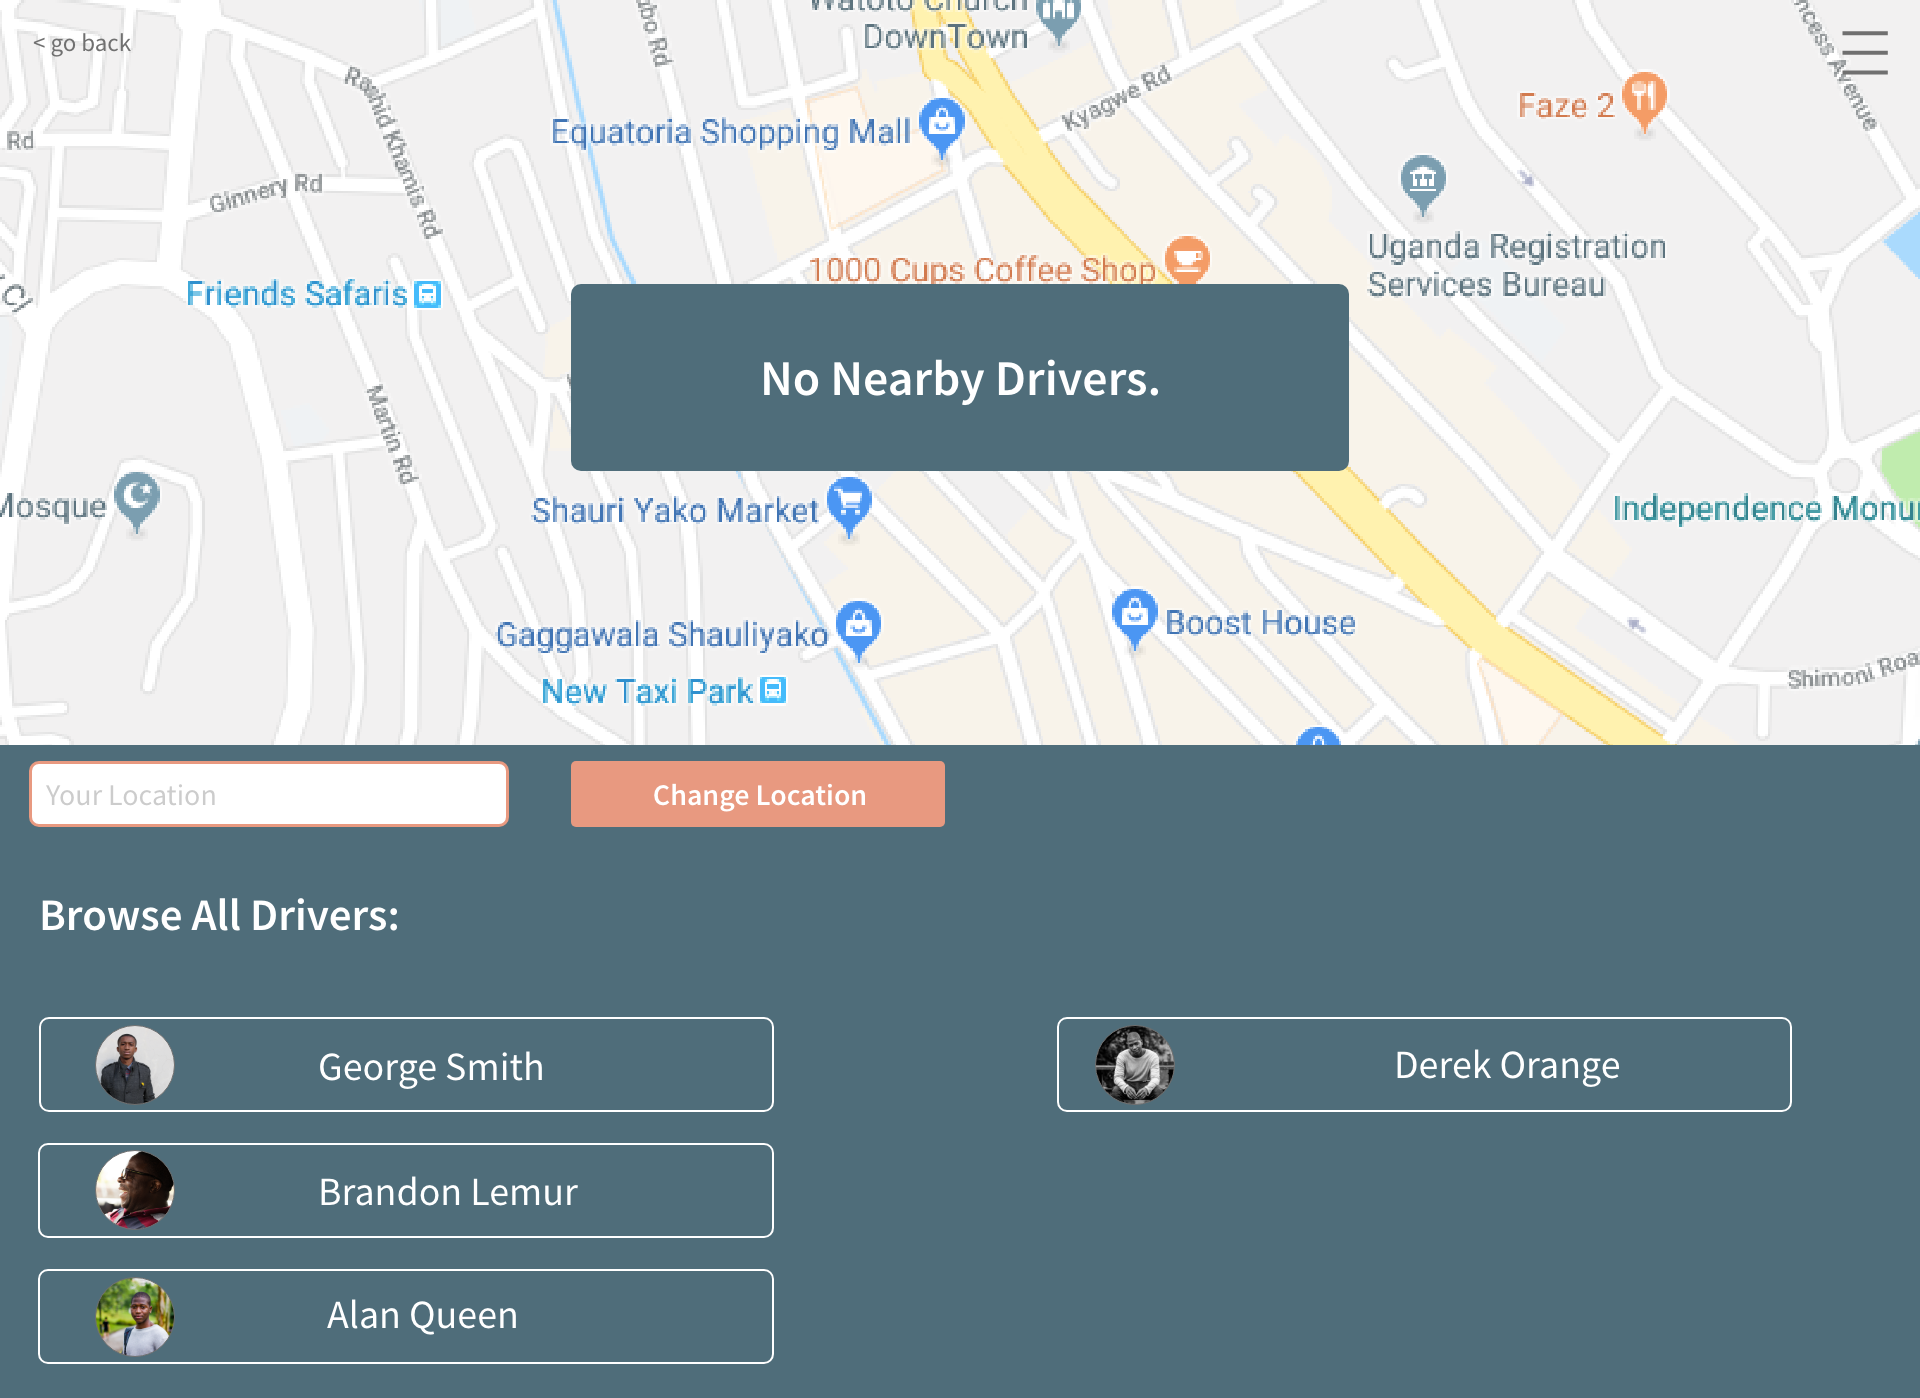 Watoto Church
DownTown
< go back
Rd
Rashid Khamis Rd
Kyagwe Rd
Equatoria Shopping Mall
Faze 2
Avenue
Ginnery Rd
Uganda Registration
Services Bureau
1000 Cups Coffee Shop
Friends Safaris
No Nearby Drivers.
Martin Rd
Mosque
Shauri Yako Market
Independence
Gaggawala Shauliyako
Boost House
New Taxi Park
Shimoni
Your Location
Change Location
Browse All Drivers:
George Smith
Derek Orange
Brandon Lemur
Alan Queen